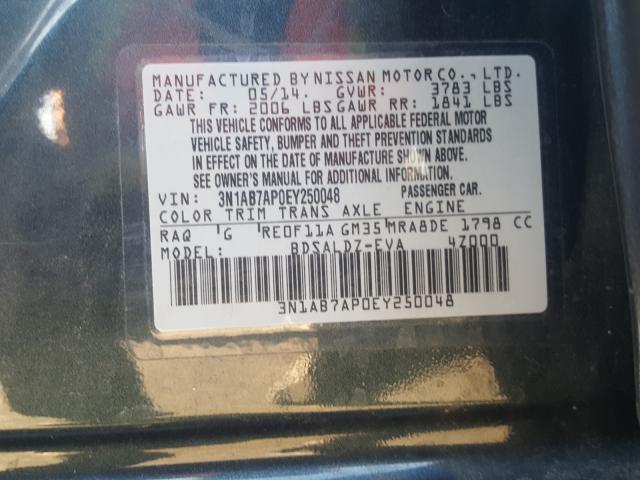 MANUFACTURED BY NISSAN MOTOR CO., LTD.
DATE: 05/14. GVWR: 3783 LBS
GAWR FR: 2006 LBS GAWR RR: 1841 LBS
THIS VEHICLE CONFORMS TO ALL APPLICABLE FEDERAL MOTOR
VEHICLE SAFETY, BUMPER AND THEFT PREVENTION STANDARDS
IN EFFECT ON THE DATE OF MANUFACTURE SHOWN ABOVE.
SEE OWNER'S MANUAL FOR ADDITIONAL INFORMATION.
VIN: 3N1AB7AP0EY250048 PASSENGER CAR.
COLOR TRIM TRANS AXLE ENGINE
RAQ G RE0F11A GM35 MRA8DE 1798 CC
MODEL: BDSALDZ-EVA 4Z000
3N1AB7AP0EY250048